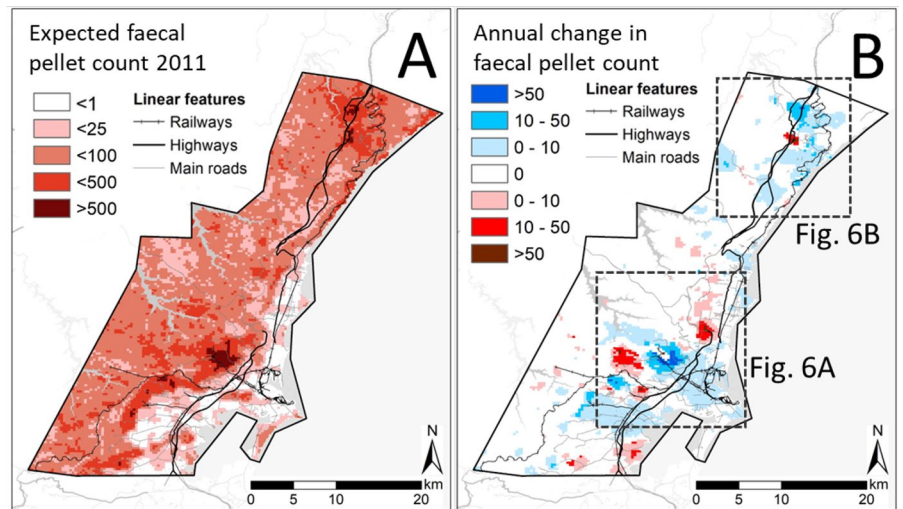 Expected faecal
pellet count 2011
A
<1
<25
<100
<500
>500
Linear features
Railways
Highways
Main roads
N
km
0 5 10 20
Annual change in
faecal pellet count
B
>50
10 - 50
0 - 10
0
0 - 10
10 - 50
>50
Linear features
Railways
Highways
Main roads
Fig. 6B
Fig. 6A
N
km
0 5 10 20